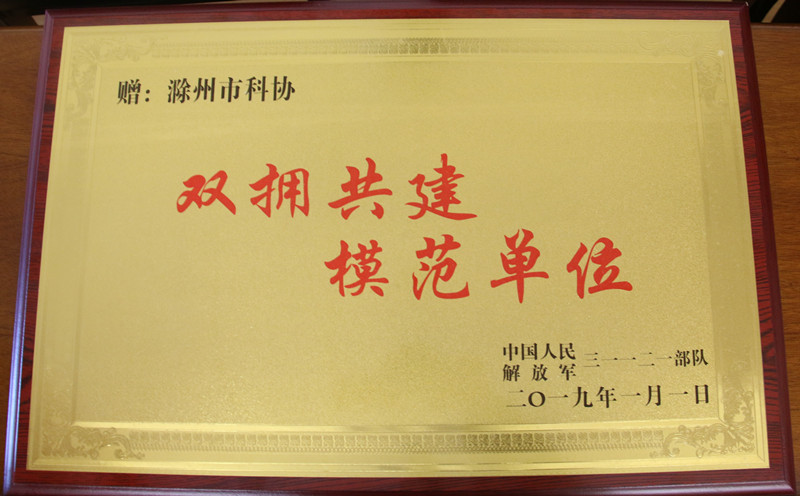 赠：滁州市科协
双拥共建
模范单位
中国人民解放军三一一二一部队
二〇一九年一月一日